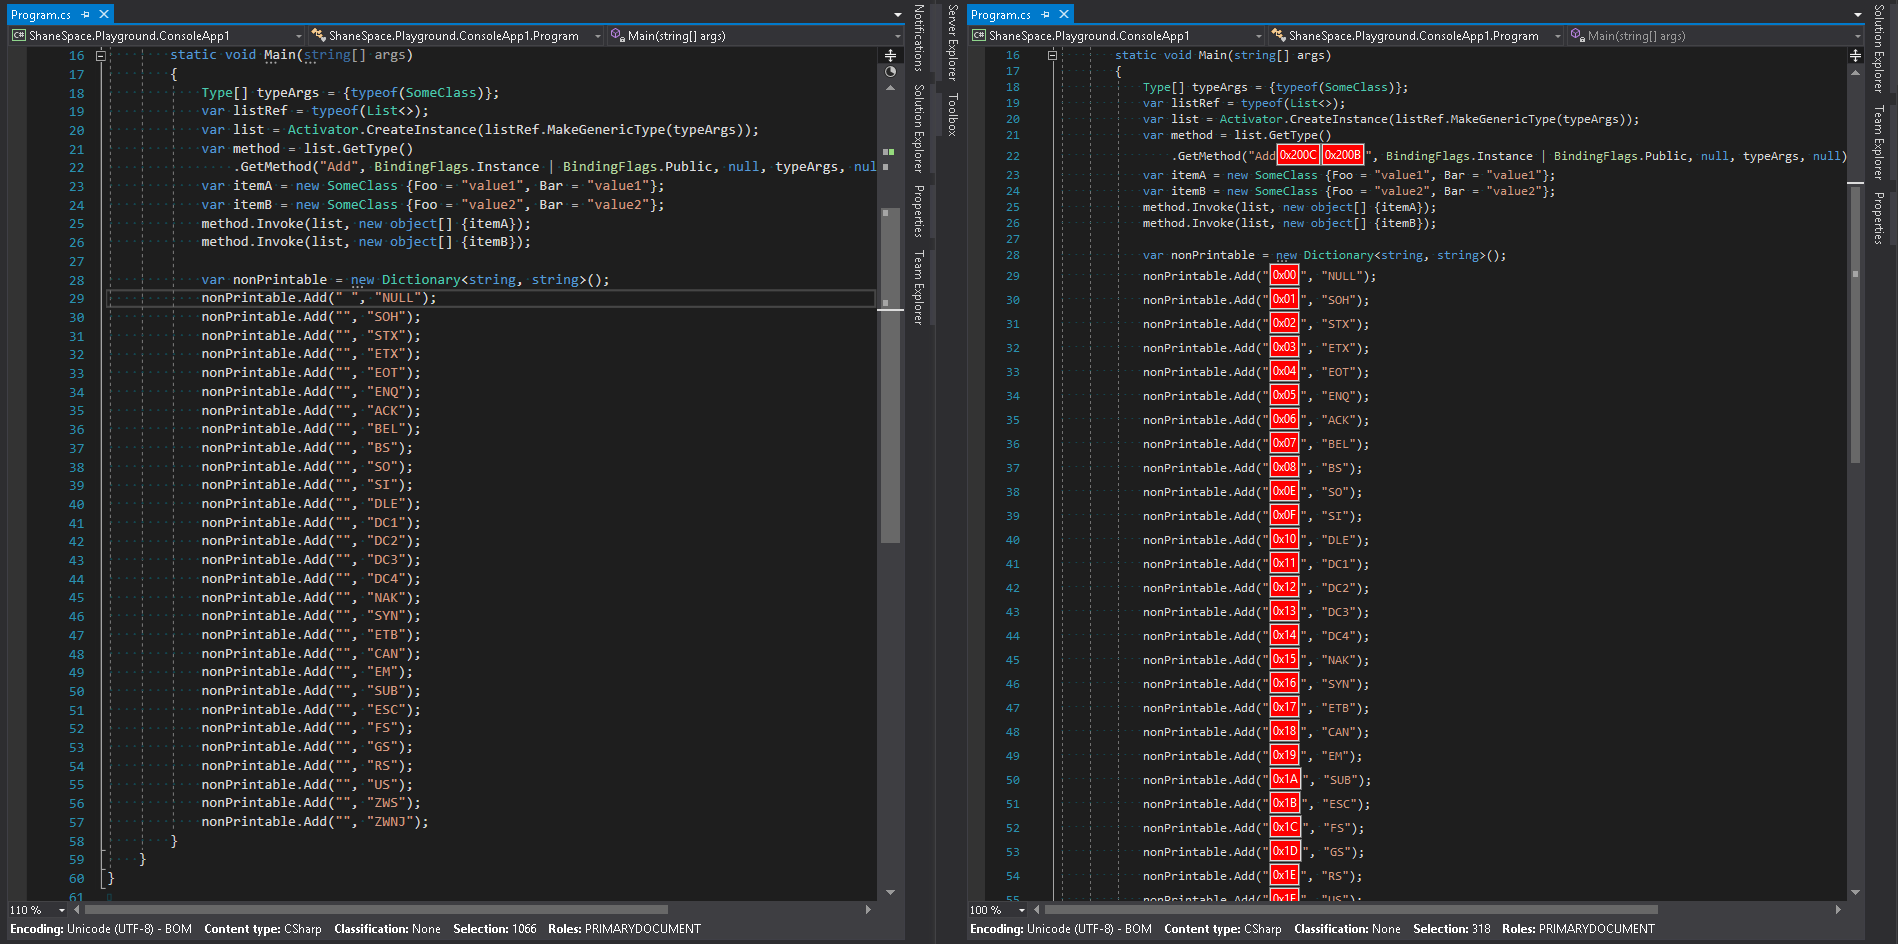 Program.cs
ShaneSpace.Playground.ConsoleApp1 ShaneSpace.Playground.ConsoleApp1.Program Main(string[] args)
16 static void Main(string[] args)
17 {
18 Type[] typeArgs = {typeof(SomeClass)};
19 var listRef = typeof(List<>);
20 var list = Activator.CreateInstance(listRef.MakeGenericType(typeArgs));
21 var method = list.GetType()
22 .GetMethod("Add", BindingFlags.Instance | BindingFlags.Public, null, typeArgs, nul
23 var itemA = new SomeClass {Foo = "value1", Bar = "value1"};
24 var itemB = new SomeClass {Foo = "value2", Bar = "value2"};
25 method.Invoke(list, new object[] {itemA});
26 method.Invoke(list, new object[] {itemB});
27
28 var nonPrintable = new Dictionary<string, string>();
29 nonPrintable.Add(" ", "NULL");
30 nonPrintable.Add("", "SOH");
31 nonPrintable.Add("", "STX");
32 nonPrintable.Add("", "ETX");
33 nonPrintable.Add("", "EOT");
34 nonPrintable.Add("", "ENQ");
35 nonPrintable.Add("", "ACK");
36 nonPrintable.Add("", "BEL");
37 nonPrintable.Add("", "BS");
38 nonPrintable.Add("", "SO");
39 nonPrintable.Add("", "SI");
40 nonPrintable.Add("", "DLE");
41 nonPrintable.Add("", "DC1");
42 nonPrintable.Add("", "DC2");
43 nonPrintable.Add("", "DC3");
44 nonPrintable.Add("", "DC4");
45 nonPrintable.Add("", "NAK");
46 nonPrintable.Add("", "SYN");
47 nonPrintable.Add("", "ETB");
48 nonPrintable.Add("", "CAN");
49 nonPrintable.Add("", "EM");
50 nonPrintable.Add("", "SUB");
51 nonPrintable.Add("", "ESC");
52 nonPrintable.Add("", "FS");
53 nonPrintable.Add("", "GS");
54 nonPrintable.Add("", "RS");
55 nonPrintable.Add("", "US");
56 nonPrintable.Add("", "ZWS");
57 nonPrintable.Add("", "ZWNJ");
58 }
59 }
60 }
61
110 %
Encoding: Unicode (UTF-8) - BOM Content type: CSharp Classification: None Selection: 1066 Roles: PRIMARYDOCUMENT
Notifications
Solution Explorer
Properties
Team Explorer
Server Explorer
Toolbox
Program.cs
C# ShaneSpace.Playground.ConsoleApp1 ShaneSpace.Playground.ConsoleApp1.Program Main(string[] args)
16 static void Main(string[] args)
17 {
18 Type[] typeArgs = {typeof(SomeClass)};
19 var listRef = typeof(List<>);
20 var list = Activator.CreateInstance(listRef.MakeGenericType(typeArgs));
21 var method = list.GetType()
22 .GetMethod("Add0x200C0x200B", BindingFlags.Instance | BindingFlags.Public, null, typeArgs, null)
23 var itemA = new SomeClass {Foo = "value1", Bar = "value1"};
24 var itemB = new SomeClass {Foo = "value2", Bar = "value2"};
25 method.Invoke(list, new object[] {itemA});
26 method.Invoke(list, new object[] {itemB});
27
28 var nonPrintable = new Dictionary<string, string>();
29 nonPrintable.Add("0x00", "NULL");
30 nonPrintable.Add("0x01", "SOH");
31 nonPrintable.Add("0x02", "STX");
32 nonPrintable.Add("0x03", "ETX");
33 nonPrintable.Add("0x04", "EOT");
34 nonPrintable.Add("0x05", "ENQ");
35 nonPrintable.Add("0x06", "ACK");
36 nonPrintable.Add("0x07", "BEL");
37 nonPrintable.Add("0x08", "BS");
38 nonPrintable.Add("0x0E", "SO");
39 nonPrintable.Add("0x0F", "SI");
40 nonPrintable.Add("0x10", "DLE");
41 nonPrintable.Add("0x11", "DC1");
42 nonPrintable.Add("0x12", "DC2");
43 nonPrintable.Add("0x13", "DC3");
44 nonPrintable.Add("0x14", "DC4");
45 nonPrintable.Add("0x15", "NAK");
46 nonPrintable.Add("0x16", "SYN");
47 nonPrintable.Add("0x17", "ETB");
48 nonPrintable.Add("0x18", "CAN");
49 nonPrintable.Add("0x19", "EM");
50 nonPrintable.Add("0x1A", "SUB");
51 nonPrintable.Add("0x1B", "ESC");
52 nonPrintable.Add("0x1C", "FS");
53 nonPrintable.Add("0x1D", "GS");
54 nonPrintable.Add("0x1E", "RS");
55 nonPrintable.Add("0x1F", "US");
100 %
Encoding: Unicode (UTF-8) - BOM Content type: CSharp Classification: None Selection: 318 Roles: PRIMARYDOCUMENT
Solution Explorer
Team Explorer
Properties